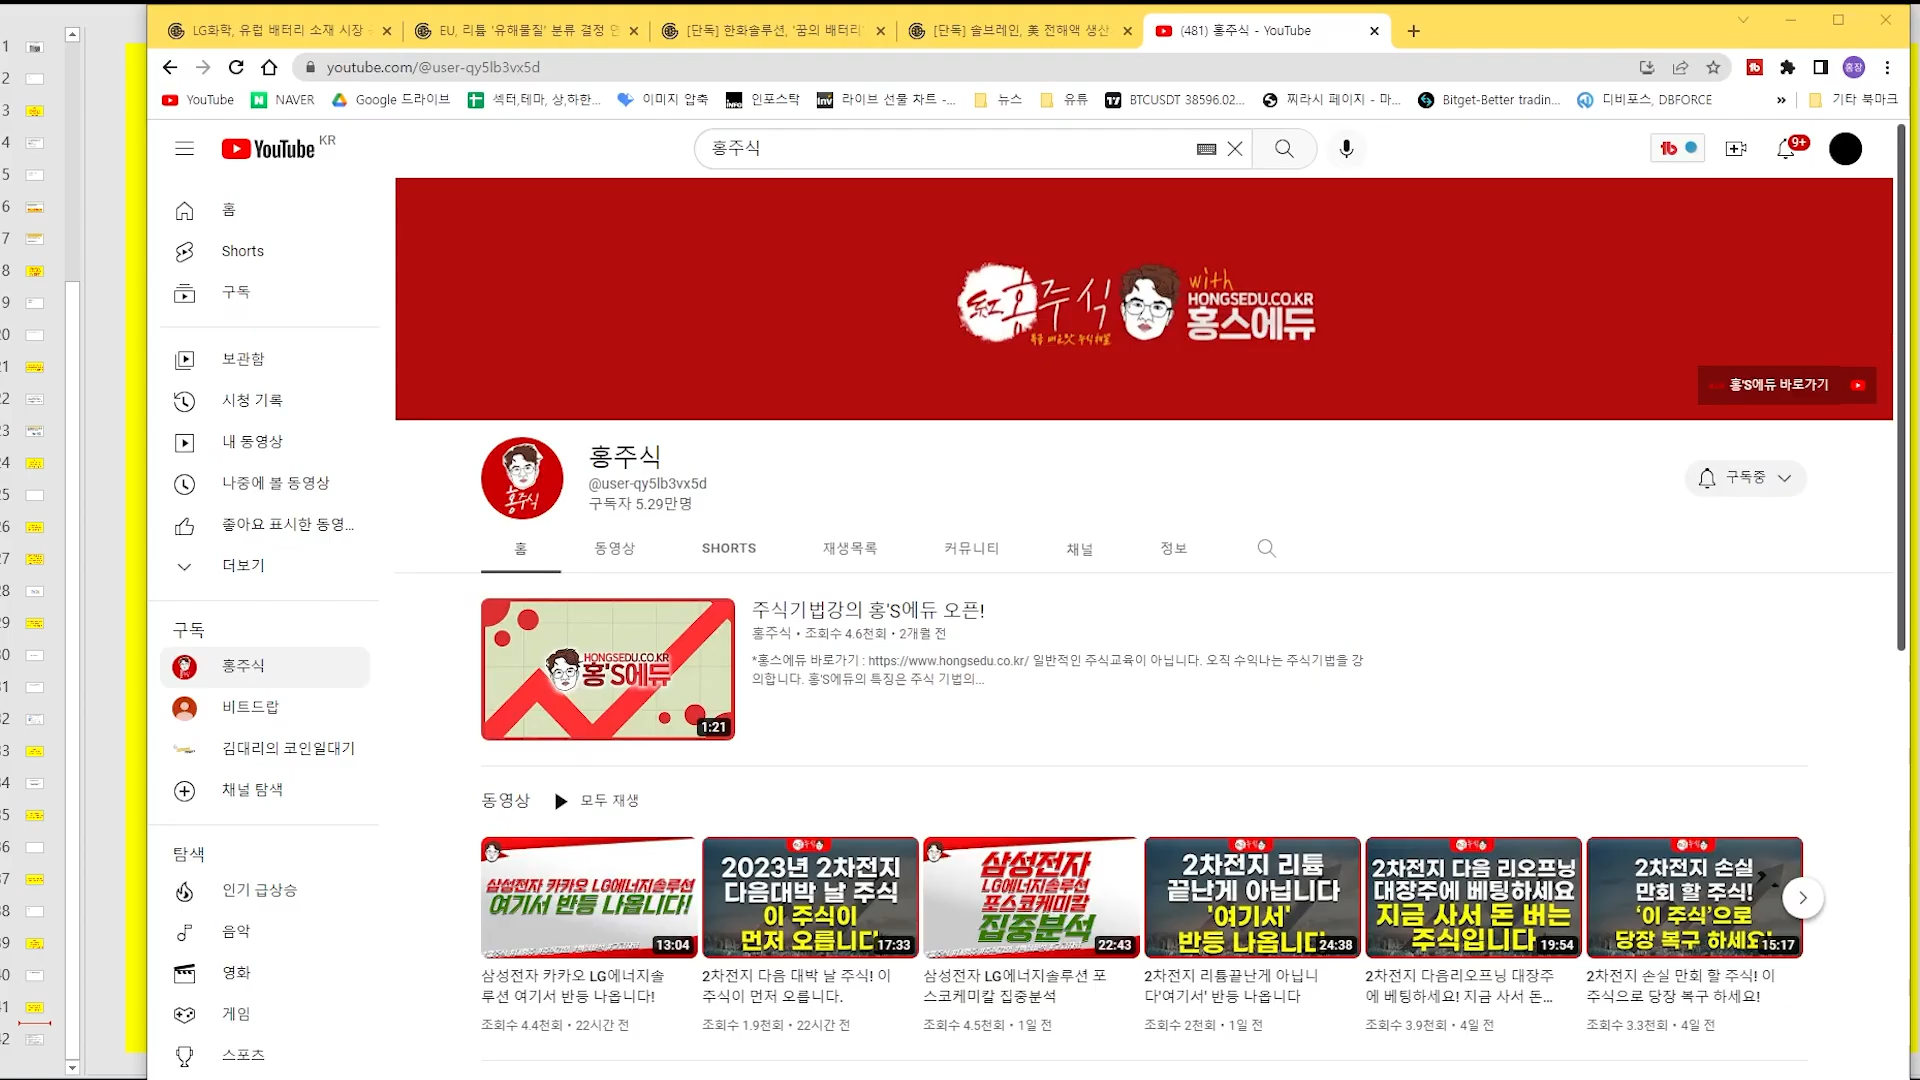 LG화학, 유럽 배터리 소재 시장
EU, 리튬 '유해물질' 분류 결정 연
[단독] 한화솔루션, '꿈의 배터리'
[단독] 솔브레인, 美 전해액 생산
(481) 홍주식 - YouTube
youtube.com/@user-qy5lb3vx5d
홍장
YouTube
NAVER
Google 드라이브
섹터,테마, 상,하한...
이미지 압축
인포스탁
라이브 선물 차트 -...
뉴스
유튜
BTCUSDT 38596.02...
찌라시 페이지 - 마...
Bitget-Better tradin...
디비포스, DBFORCE
»
기타 북마크
YouTube KR
홍주식
9+
홈
Shorts
구독
보관함
시청 기록
내 동영상
나중에 볼 동영상
좋아요 표시한 동영...
더보기
구독
홍주식
비트드랍
김대리의 코인일대기
채널 탐색
탐색
인기 급상승
음악
영화
게임
스포츠
홍주식
with
HONGSEDU.CO.KR
홍스에듀
홍'S에듀 바로가기
홍주식
홍주식
@user-qy5lb3vx5d
구독자 5.29만명
구독중
홈
동영상
SHORTS
재생목록
커뮤니티
채널
정보
HONGSEDU.CO.KR
홍'S에듀
1:21
주식기법강의 홍'S에듀 오픈!
홍주식 • 조회수 4.6천회 • 2개월 전
*홍스에듀 바로가기 : https://www.hongsedu.co.kr/ 일반적인 주식교육이 아닙니다. 오직 수익나는 주식기법을 강
의합니다. 홍'S에듀의 특징은 주식 기법의...
동영상
모두 재생
삼성전자 카카오 LG에너지솔루션
여기서 반등 나옵니다!
13:04
삼성전자 카카오 LG에너지솔
루션 여기서 반등 나옵니다!
조회수 4.4천회 • 22시간 전
2023년 2차전지
다음대박 날 주식
이 주식이
먼저 오릅니다
17:33
2차전지 다음 대박 날 주식! 이
주식이 먼저 오릅니다.
조회수 1.9천회 • 22시간 전
삼성전자
LG에너지솔루션
포스코케미칼
집중분석
22:43
삼성전자 LG에너지솔루션 포
스코케미칼 집중분석
조회수 4.5천회 • 1일 전
2차전지 리튬
끝난게 아닙니다
'여기서'
반등 나옵니다
24:38
2차전지 리튬끝난게 아닙니
다'여기서' 반등 나옵니다
조회수 2천회 • 1일 전
2차전지 다음 리오프닝
대장주에 베팅하세요
지금 사서 돈 버는
주식입니다
19:54
2차전지 다음리오프닝 대장주
에 베팅하세요! 지금 사서 돈...
조회수 3.9천회 • 4일 전
2차전지 손실
만회 할 주식!
'이 주식'으로
당장 복구 하세요
15:17
2차전지 손실 만회 할 주식! 이
주식으로 당장 복구 하세요!
조회수 3.3천회 • 4일 전